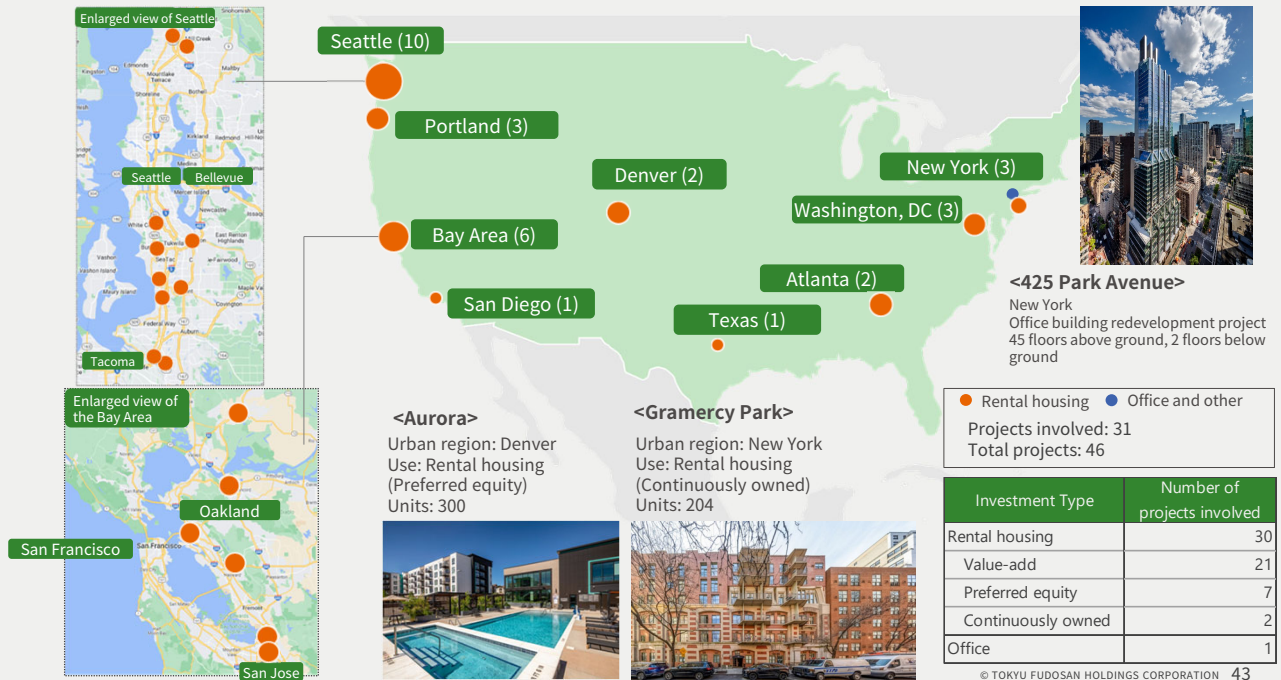 Enlarged view of Seattle
Seattle
Bellevue
Tacoma
Enlarged view of
the Bay Area
Oakland
San Francisco
San Francisco
San Jose
Seattle (10)
Portland (3)
Denver (2)
New York (3)
Washington, DC (3)
Bay Area (6)
San Diego (1)
Atlanta (2)
Texas (1)
<425 Park Avenue>
New York
Office building redevelopment project
45 floors above ground, 2 floors below
ground
<Aurora>
Urban region: Denver
Use: Rental housing
(Preferred equity)
Units: 300
<Gramercy Park>
Urban region: New York
Use: Rental housing
(Continuously owned)
Units: 204
Rental housing Office and other
Projects involved: 31
Total projects: 46
Investment Type Number of
projects involved
Rental housing 30
Value-add 21
Preferred equity 7
Continuously owned 2
Office 1
© TOKYU FUDOSAN HOLDINGS CORPORATION 43